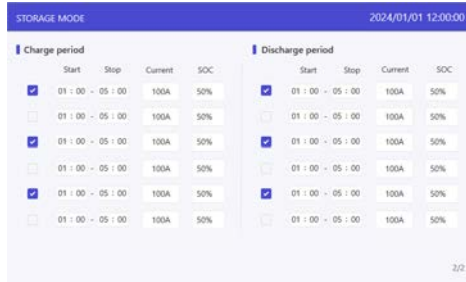 STORAGE MODE 2024/01/01 12:00:00
Charge period Discharge period
Start Stop Current SOC Start Stop Current SOC
01 : 00 - 05 : 00 100A 50% 01 : 00 - 05 : 00 100A 50%
01 : 00 - 05 : 00 100A 50% 01 : 00 - 05 : 00 100A 50%
01 : 00 - 05 : 00 100A 50% 01 : 00 - 05 : 00 100A 50%
01 : 00 - 05 : 00 100A 50% 01 : 00 - 05 : 00 100A 50%
01 : 00 - 05 : 00 100A 50% 01 : 00 - 05 : 00 100A 50%
01 : 00 - 05 : 00 100A 50% 01 : 00 - 05 : 00 100A 50%
2/2